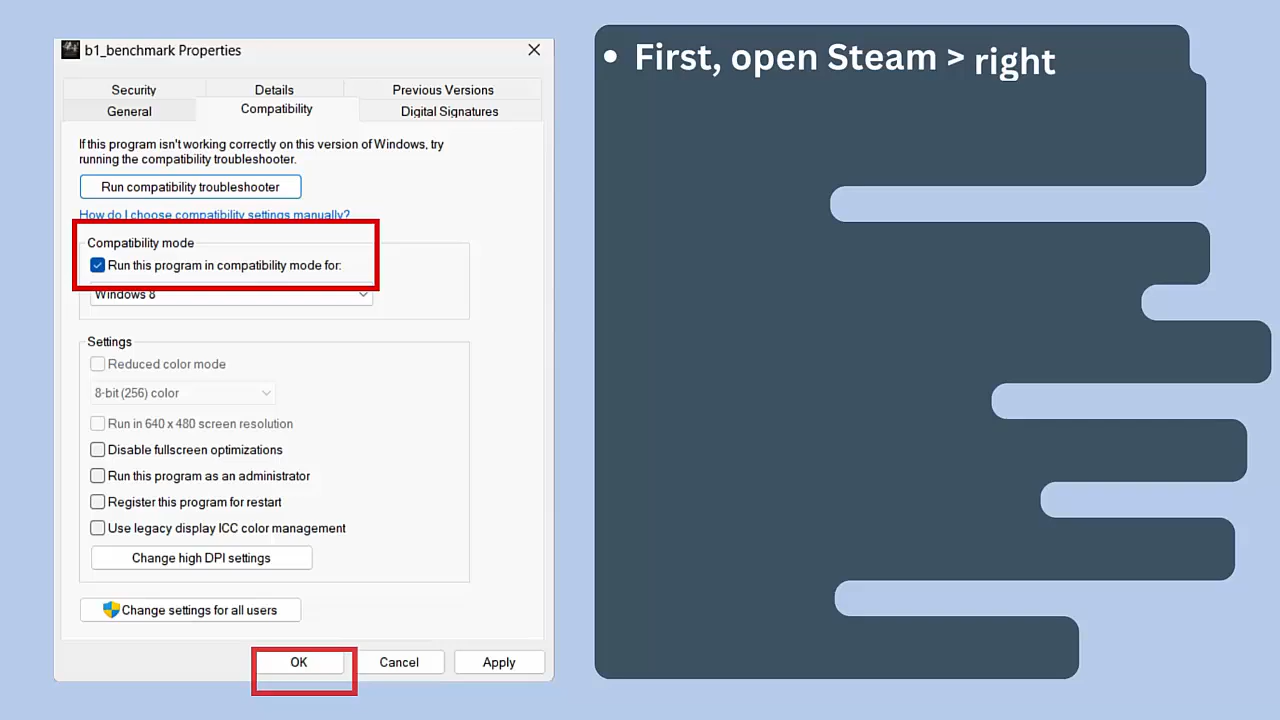 b1_benchmark Properties
Security
Details
Previous Versions
General
Compatibility
Digital Signatures
If this program isn't working correctly on this version of Windows, try
running the compatibility troubleshooter.
Run compatibility troubleshooter
How do I choose compatibility settings manually?
Compatibility mode
Run this program in compatibility mode for:
Windows 8
Settings
Reduced color mode
8-bit (256) color
Run in 640 x 480 screen resolution
Disable fullscreen optimizations
Run this program as an administrator
Register this program for restart
Use legacy display ICC color management
Change high DPI settings
Change settings for all users
OK
Cancel
Apply
• First, open Steam > right